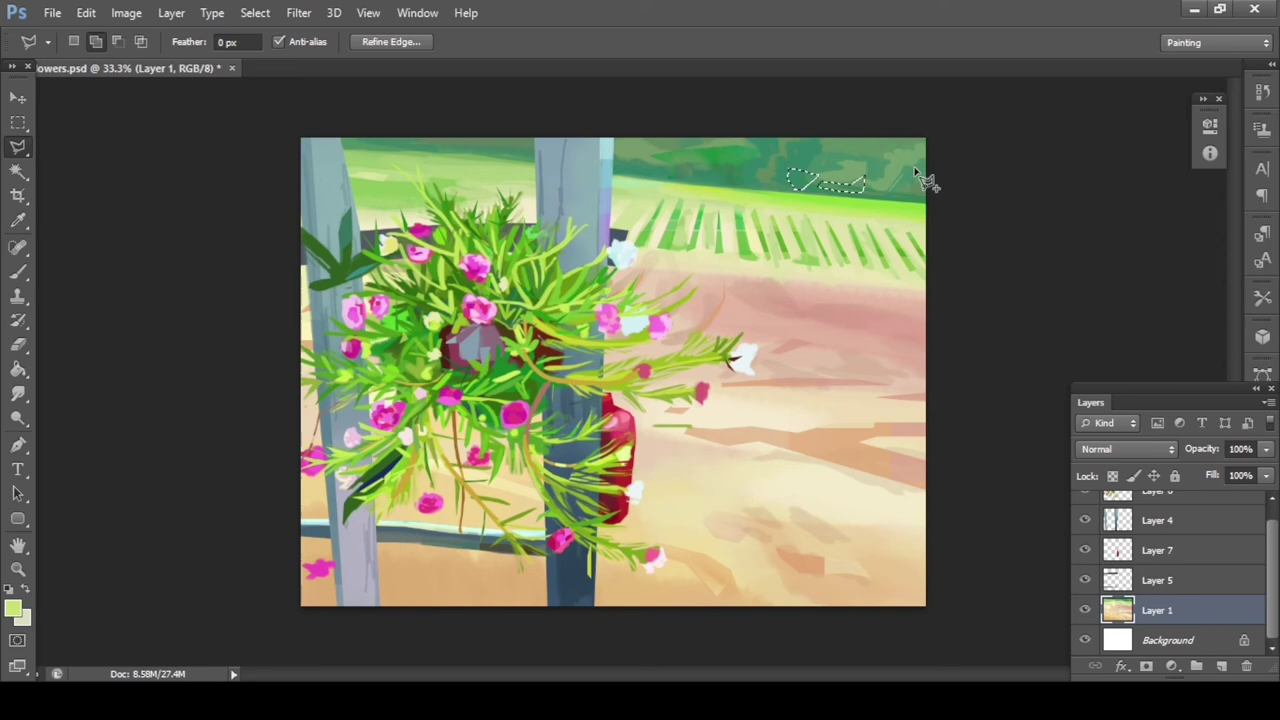 Ps File Edit Image Layer Type Select Filter 3D View Window Help
Feather: 0 px Anti-alias Refine Edge... Painting
owers.psd @ 33.3% (Layer 1, RGB/8) *
Layers
Kind
Normal Opacity: 100%
Lock: Fill: 100%
Layer 4
Layer 7
Layer 5
Layer 1
Background
Doc: 8.58M/27.4M